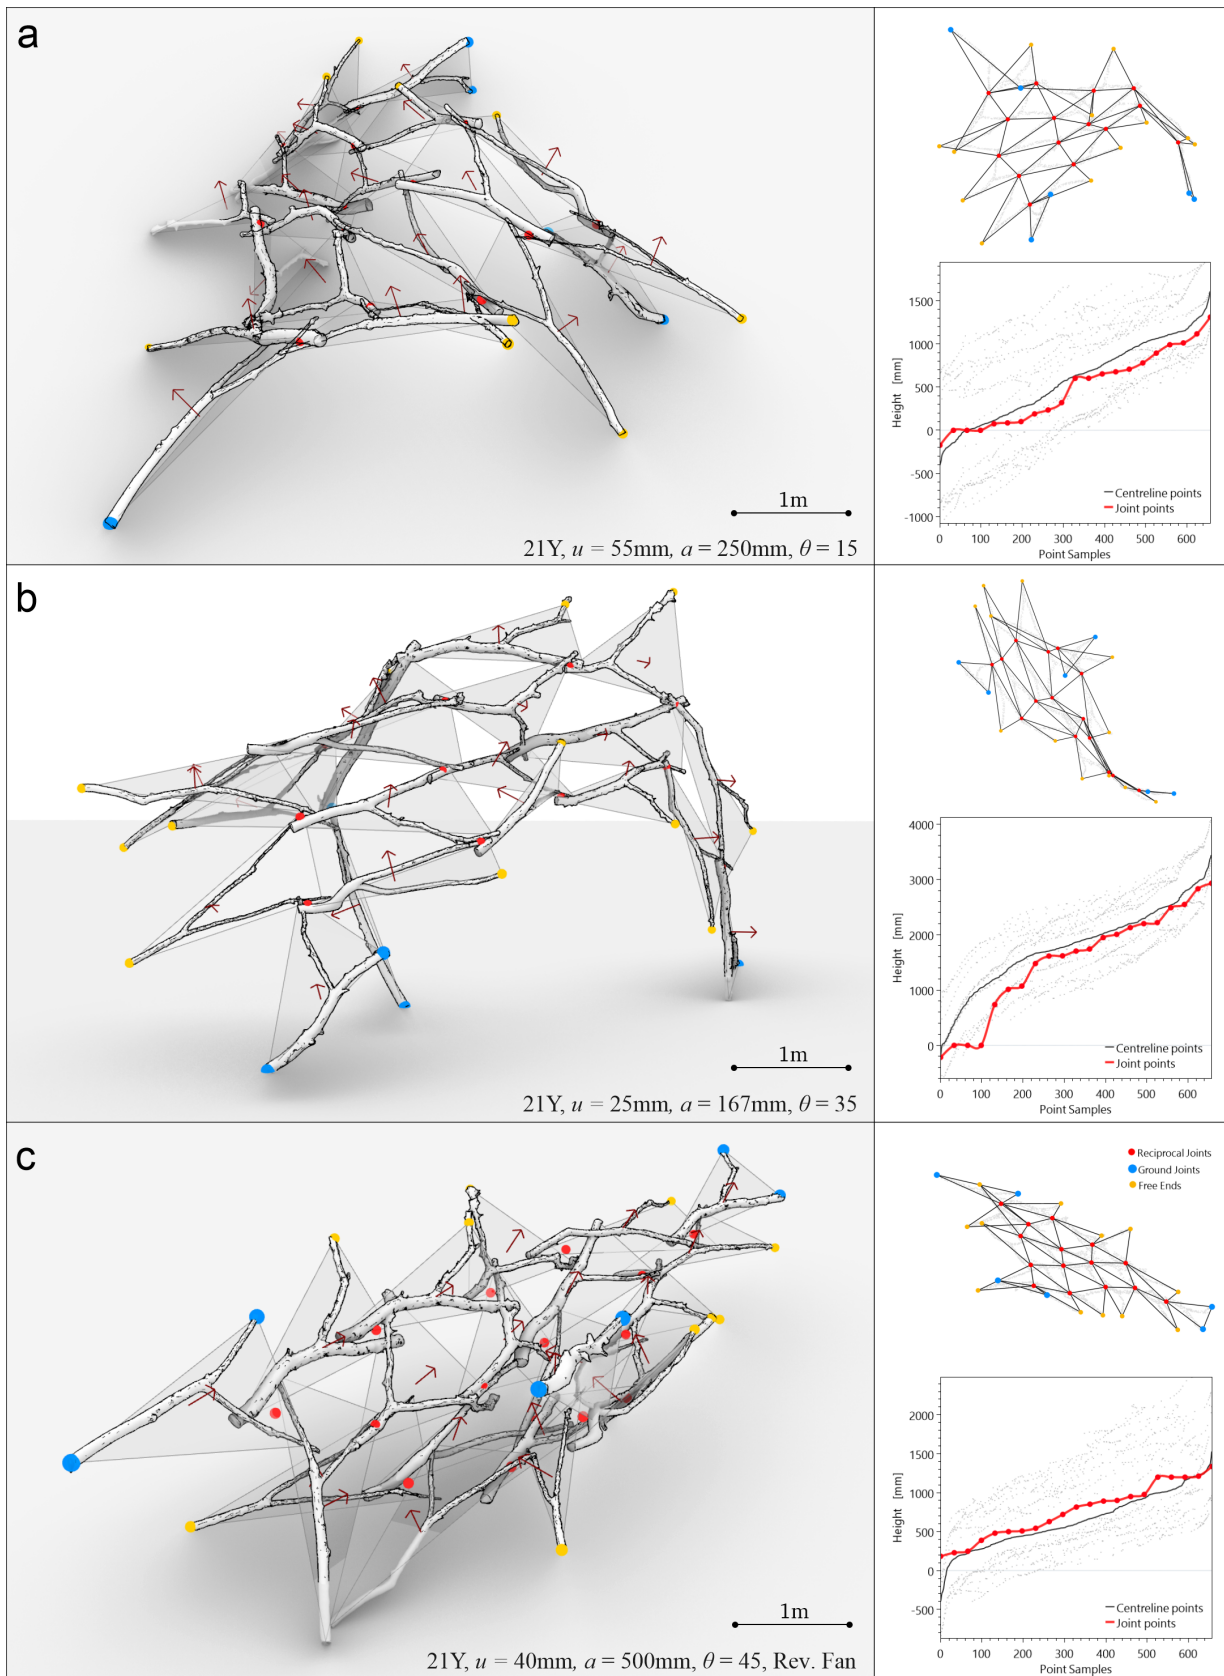 a
1m
21Y, u = 55mm, a = 250mm, θ = 15
1500
1000
500
0
-500
-1000
Height [mm]
0 100 200 300 400 500 600
Point Samples
Centreline points
Joint points
b
1m
21Y, u = 25mm, a = 167mm, θ = 35
4000
3000
2000
1000
0
Height [mm]
0 100 200 300 400 500 600
Point Samples
Centreline points
Joint points
c
1m
21Y, u = 40mm, a = 500mm, θ = 45, Rev. Fan
Reciprocal Joints
Ground Joints
Free Ends
2000
1500
1000
500
0
-500
Height [mm]
0 100 200 300 400 500 600
Point Samples
Centreline points
Joint points